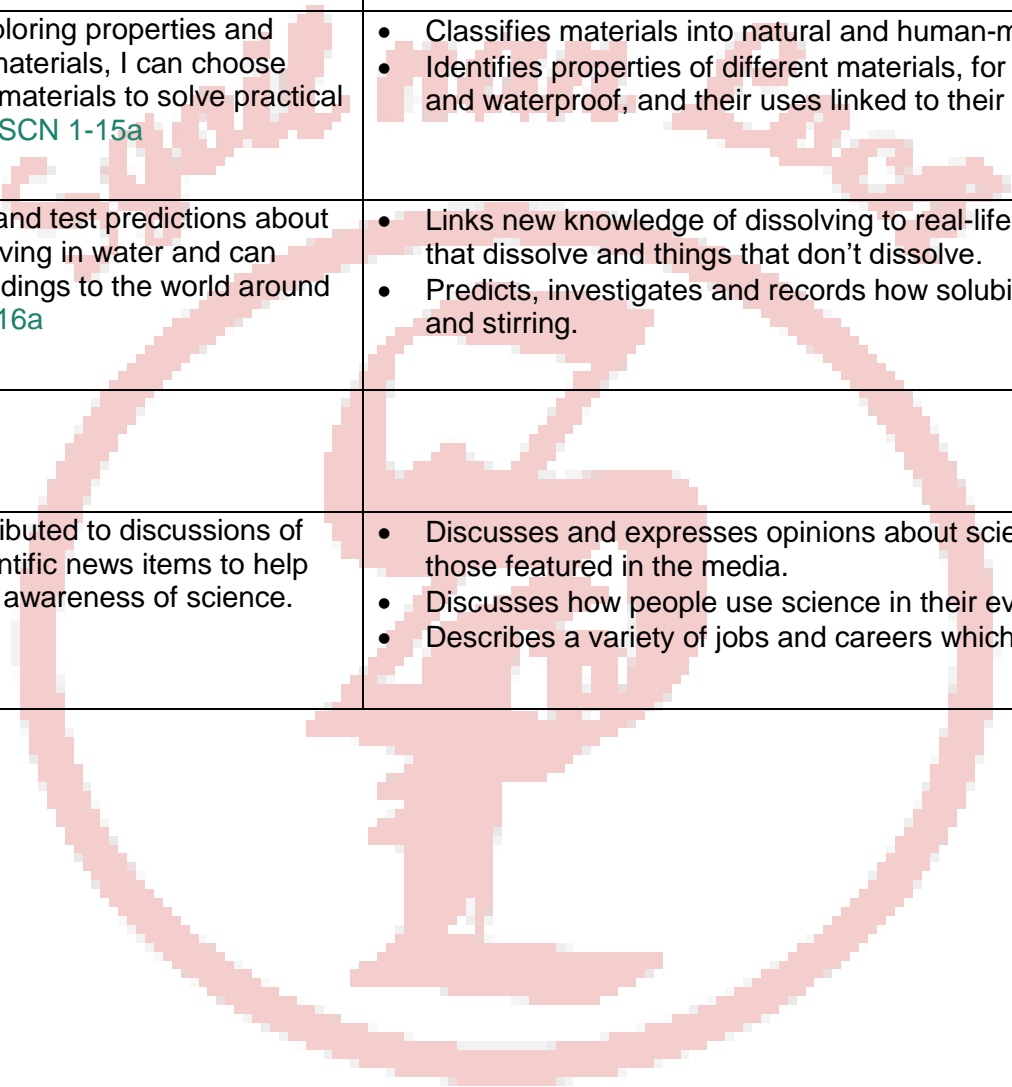 loring properties and
naterials, I can choose
materials to solve practical
SCN 1-15a
• Classifies materials into natural and human-m
• Identifies properties of different materials, for
and waterproof, and their uses linked to their
and test predictions about
ving in water and can
dings to the world around
16a
• Links new knowledge of dissolving to real-life
that dissolve and things that don’t dissolve.
• Predicts, investigates and records how solubi
and stirring.
ibuted to discussions of
ntific news items to help
awareness of science.
• Discusses and expresses opinions about scie
those featured in the media.
• Discusses how people use science in their ev
• Describes a variety of jobs and careers which